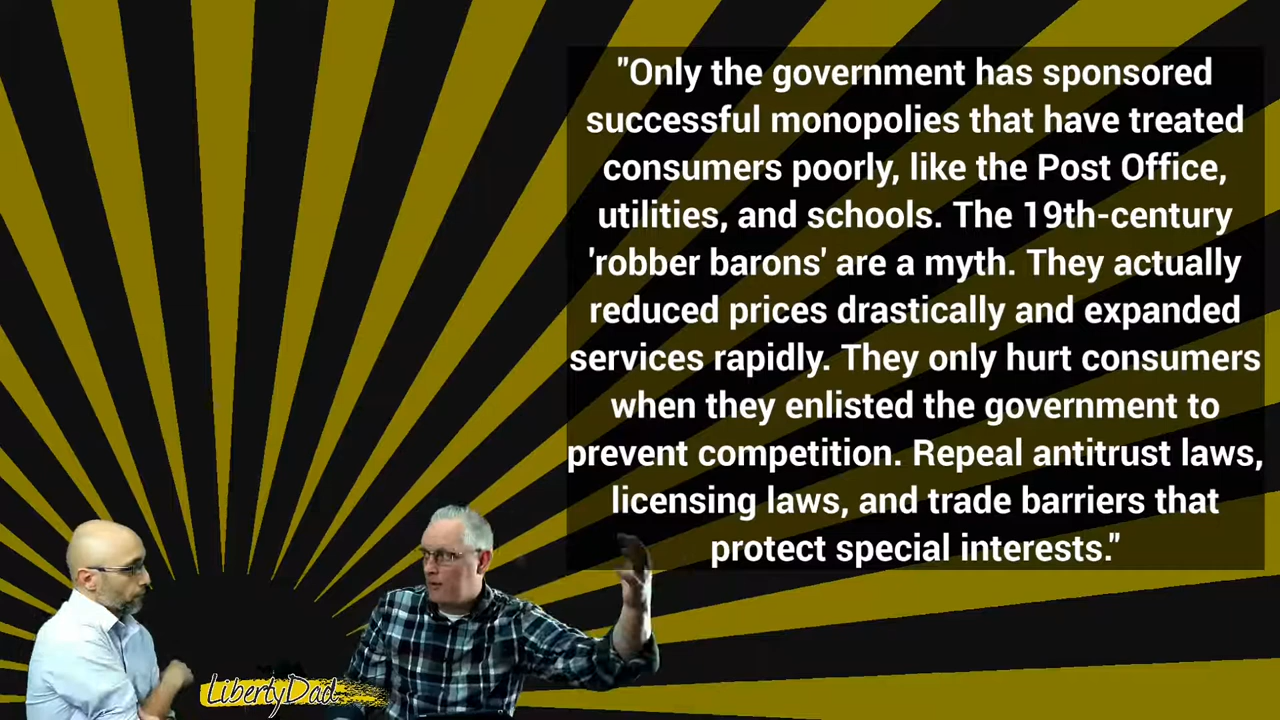 "Only the government has sponsored
successful monopolies that have treated
consumers poorly, like the Post Office,
utilities, and schools. The 19th-century
'robber barons' are a myth. They actually
reduced prices drastically and expanded
services rapidly. They only hurt consumers
when they enlisted the government to
prevent competition. Repeal antitrust laws,
licensing laws, and trade barriers that
protect special interests."
LibertyDad